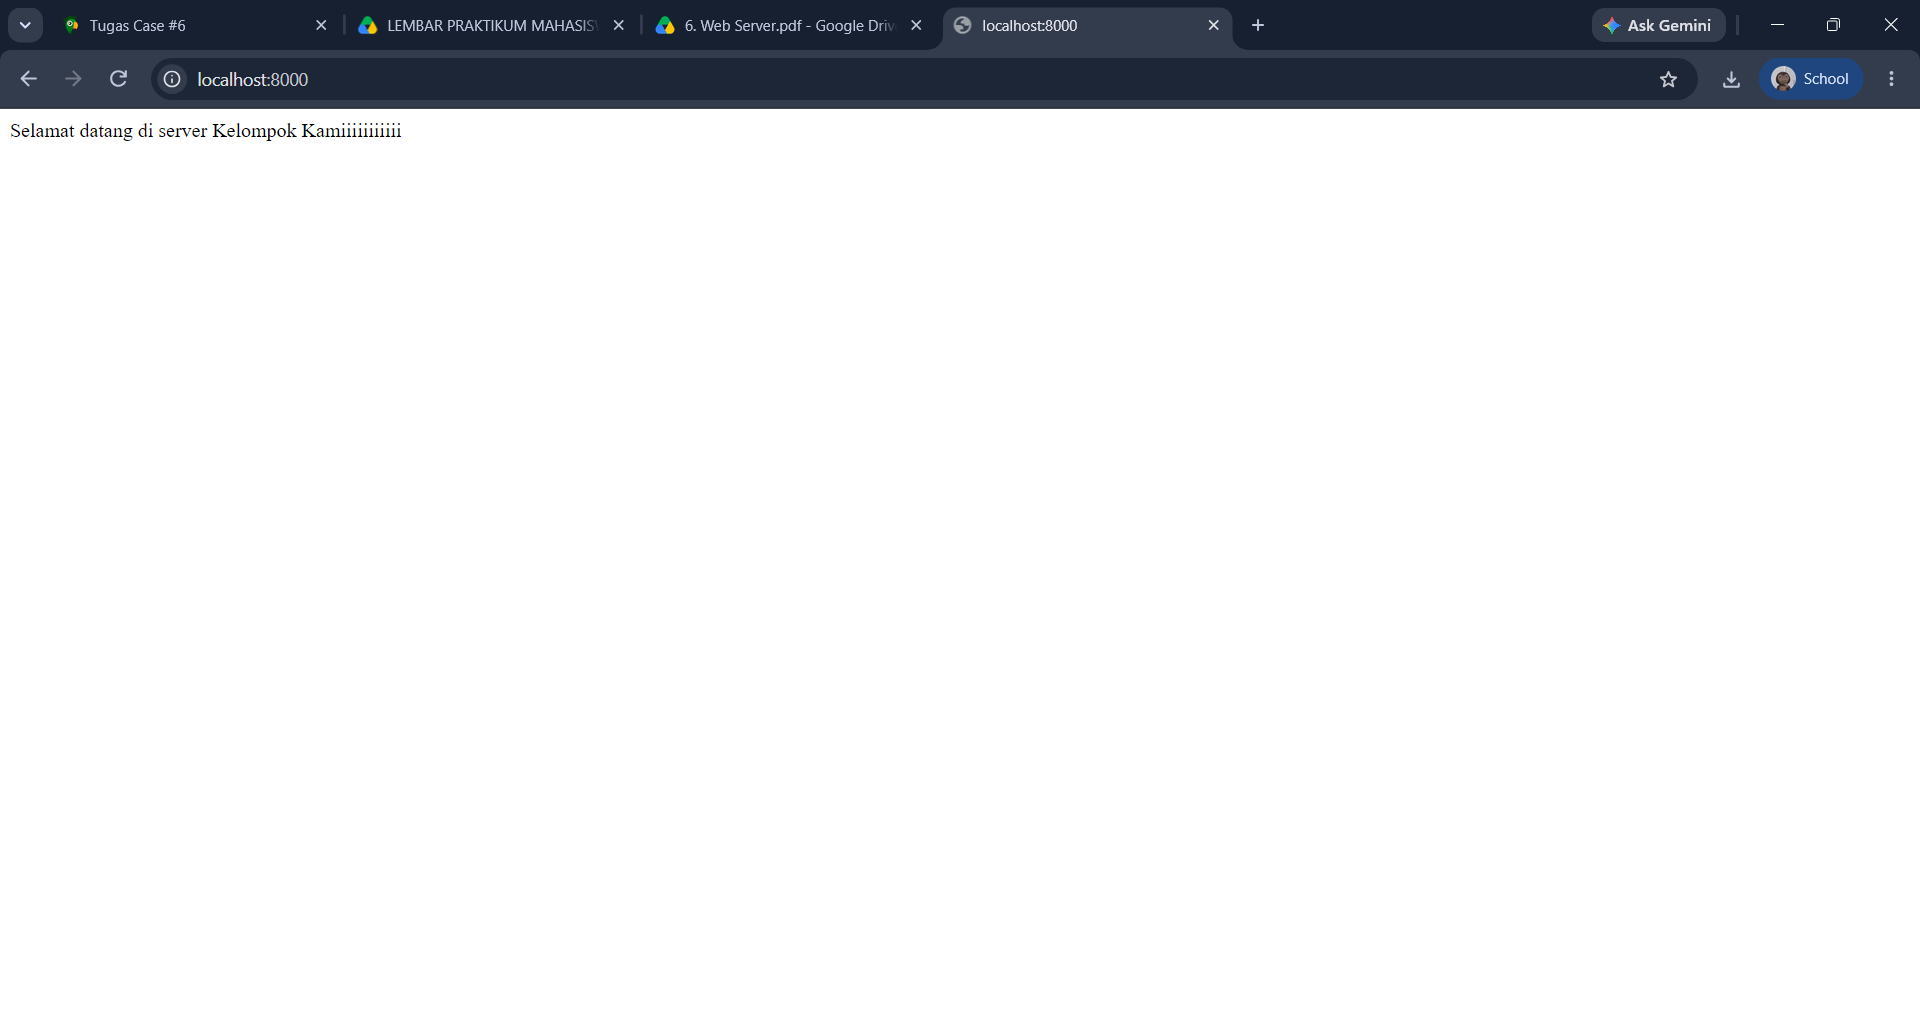 Tugas Case #6
LEMBAR PRAKTIKUM MAHASIS
6. Web Server.pdf - Google Driv
localhost:8000
Ask Gemini
localhost:8000
School
Selamat datang di server Kelompok Kamiiiiiiiiiii